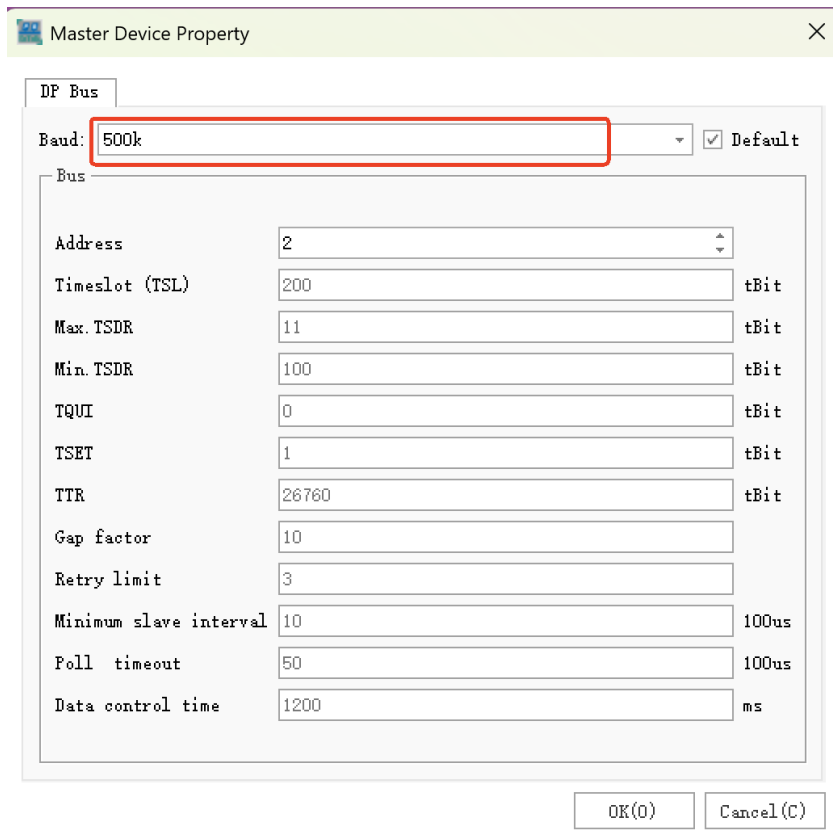 Master Device Property
DP Bus
Baud: 500k Default
Bus
Address 2
Timeslot (TSL) 200 tBit
Max.TSDR 11 tBit
Min.TSDR 100 tBit
TQUI 0 tBit
TSET 1 tBit
TTR 26760 tBit
Gap factor 10
Retry limit 3
Minimum slave interval 10 100us
Poll timeout 50 100us
Data control time 1200 ms
OK(O) Cancel(C)